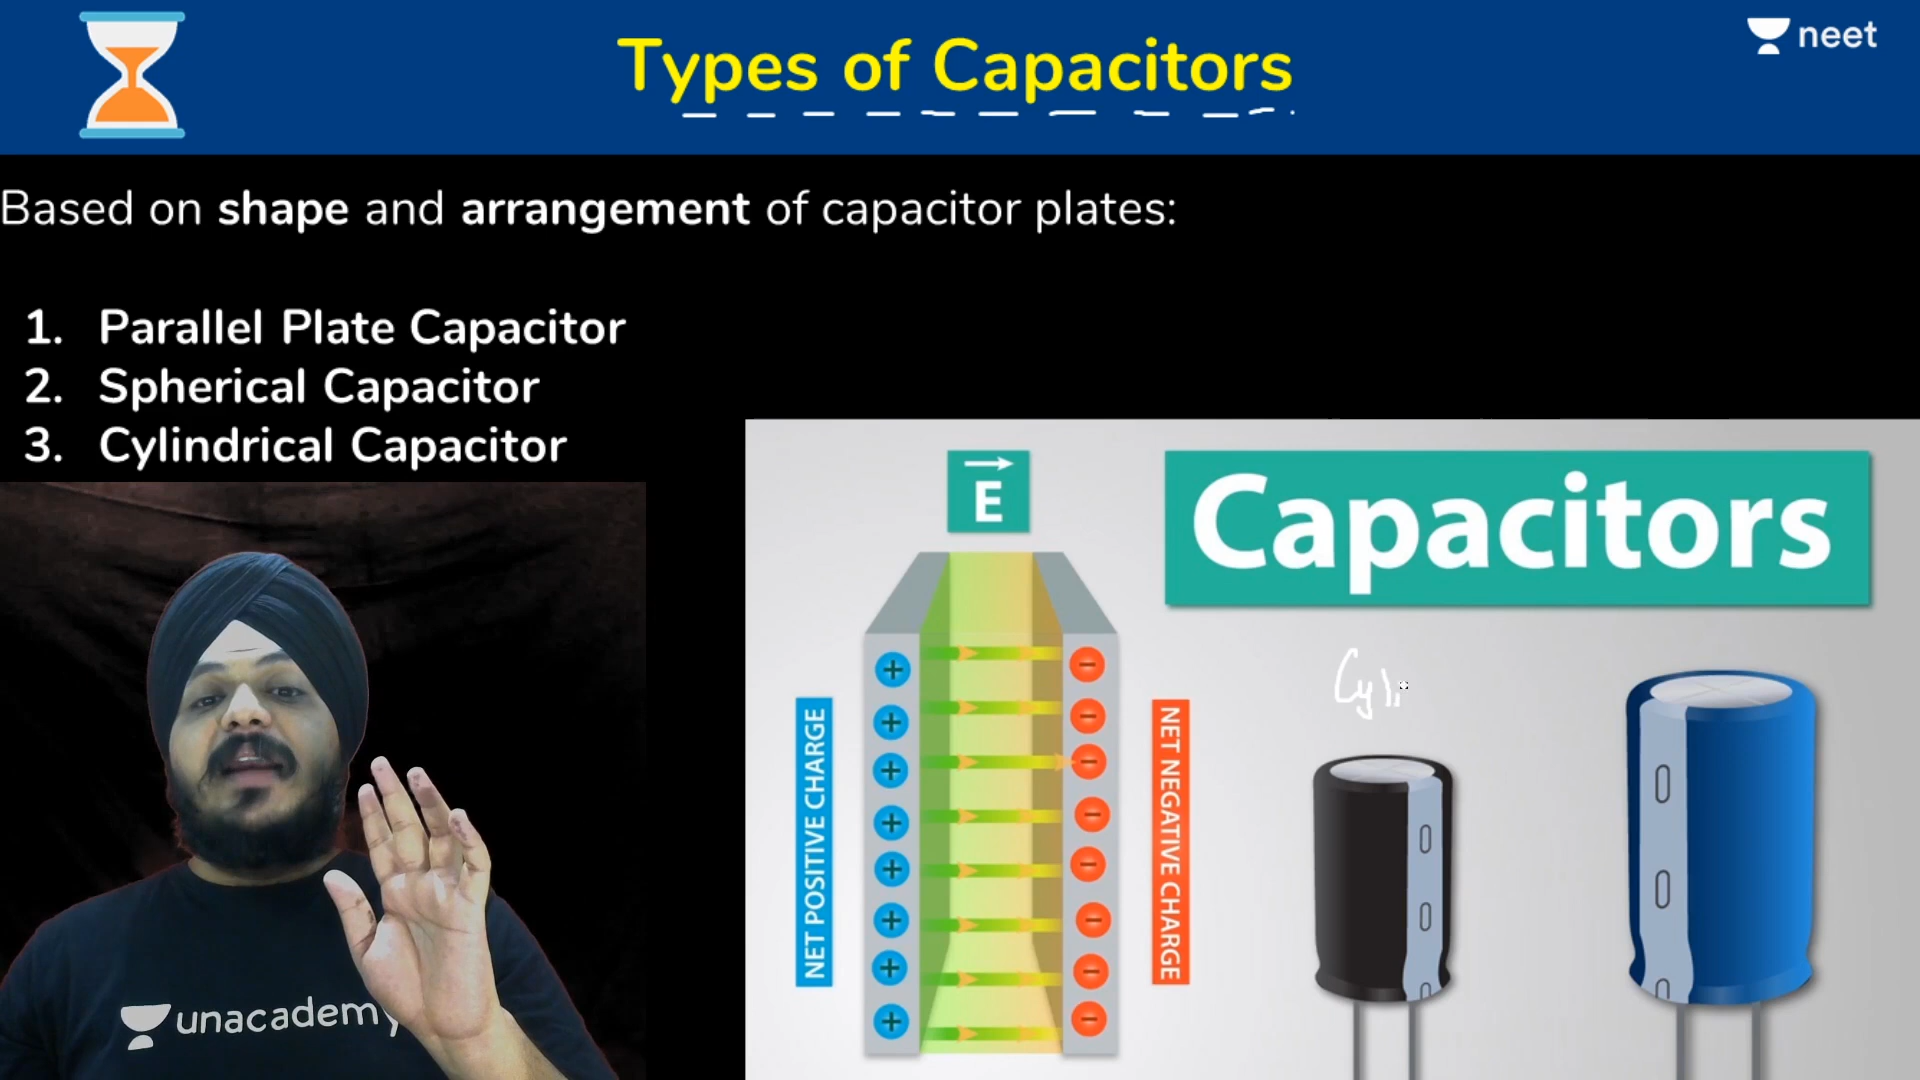 Types of Capacitors
neet
Based on shape and arrangement of capacitor plates:
1. Parallel Plate Capacitor
2. Spherical Capacitor
3. Cylindrical Capacitor
E
Capacitors
NET POSITIVE CHARGE
NET NEGATIVE CHARGE
Cyli
unacademy